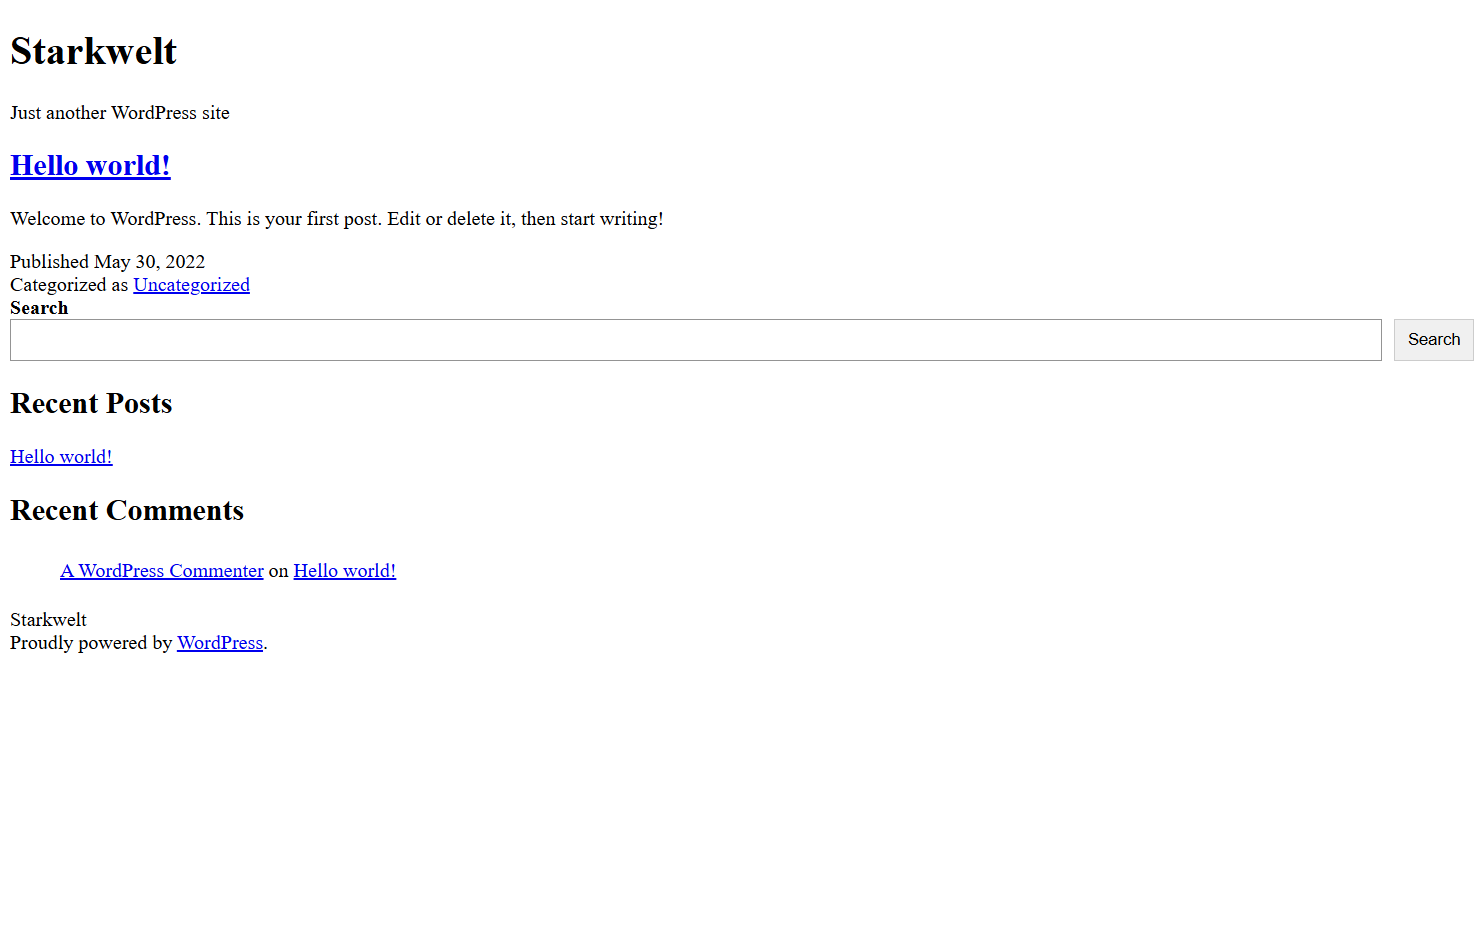 Starkwelt
Just another WordPress site
Hello world!
Welcome to WordPress. This is your first post. Edit or delete it, then start writing!
Published May 30, 2022
Categorized as Uncategorized
Search
Search
Recent Posts
Hello world!
Recent Comments
A WordPress Commenter on Hello world!
Starkwelt
Proudly powered by WordPress.